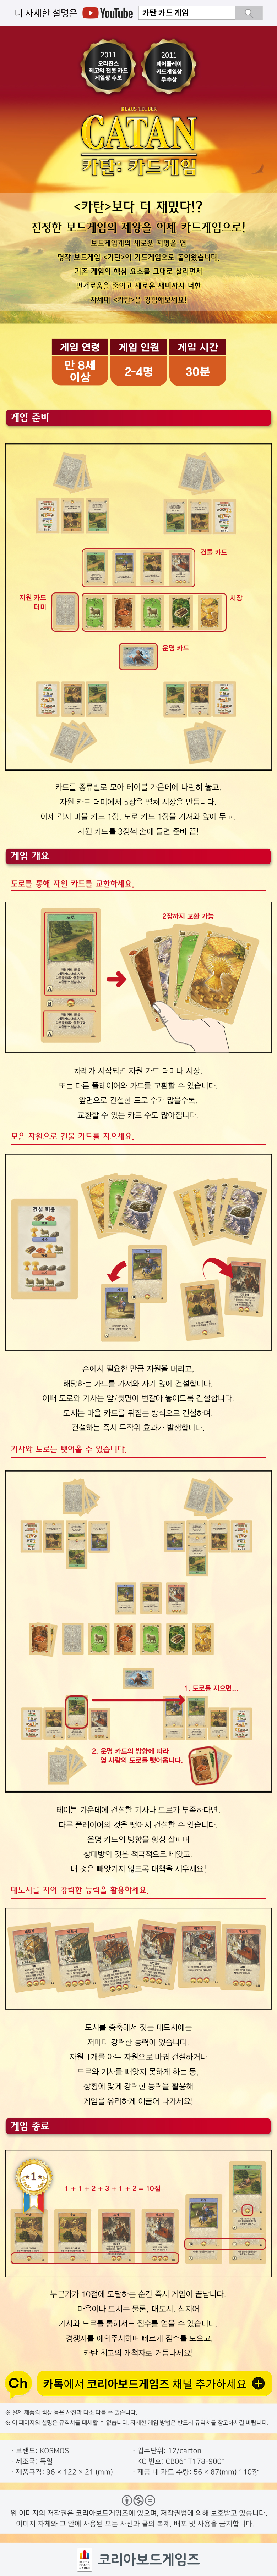 더 자세한 설명은 YouTube 카탄 카드 게임
2011
오리진스
최고의 전통 카드
게임상 후보
2011
페어플레이
카드게임상
우수상
KLAUS TEUBER
CATAN
카탄: 카드게임
<카탄>보다 더 재밌다!?
진정한 보드게임의 제왕을 이제 카드게임으로!
보드게임계의 새로운 지평을 연
명작 보드게임 <카탄>이 카드게임으로 돌아왔습니다.
기존 게임의 핵심 요소를 그대로 살리면서
번거로움을 줄이고 새로운 재미까지 더한
차세대 <카탄>을 경험해보세요!
게임 연령 게임 인원 게임 시간
만 8세
이상
2-4명
30분
게임 준비
건물 카드
지원 카드
더미
시장
운명 카드
카드를 종류별로 모아 테이블 가운데에 나란히 놓고,
자원 카드 더미에서 5장을 펼쳐 시장을 만듭니다.
이제 각자 마을 카드 1장, 도로 카드 1장을 가져와 앞에 두고,
자원 카드를 3장씩 손에 들면 준비 끝!
게임 개요
도로를 통해 자원 카드를 교환하세요.
도로
2장까지 교환 가능
A
B
A
차례가 시작되면 자원 카드 더미나 시장,
또는 다른 플레이어와 카드를 교환할 수 있습니다.
앞면으로 건설한 도로 수가 많을수록,
교환할 수 있는 카드 수도 많아집니다.
모은 자원으로 건물 카드를 지으세요.
건설 비용
손에서 필요한 만큼 자원을 버리고,
해당하는 카드를 가져와 자기 앞에 건설합니다.
이때 도로와 기사는 앞/뒷면이 번갈아 놓이도록 건설합니다.
도시는 마을 카드를 뒤집는 방식으로 건설하며,
건설하는 즉시 무작위 효과가 발생합니다.
기사와 도로는 뺏어올 수 있습니다.
1. 도로를 지으면...
2. 운명 카드의 방향에 따라
옆 사람의 도로를 뺏어옵니다.
테이블 가운데에 건설할 기사나 도로가 부족하다면,
다른 플레이어의 것을 뺏어서 건설할 수 있습니다.
운명 카드의 방향을 항상 살피며
상대방의 것은 적극적으로 빼앗고,
내 것은 빼앗기지 않도록 대책을 세우세요!
대도시를 지어 강력한 능력을 활용하세요.
도시를 증축해서 짓는 대도시에는
저마다 강력한 능력이 있습니다.
자원 1개를 아무 자원으로 바꿔 건설하거나
도로와 기사를 빼앗지 못하게 하는 등,
상황에 맞게 강력한 능력을 활용해
게임을 유리하게 이끌어 나가세요!
게임 종료
1
1 + 1 + 2 + 3 + 1 + 2 = 10점
누군가가 10점에 도달하는 순간 즉시 게임이 끝납니다.
마을이나 도시는 물론, 대도시, 심지어
기사와 도로를 통해서도 점수를 얻을 수 있습니다.
경쟁자를 예의주시하며 빠르게 점수를 모으고,
카탄 최고의 개척자로 거듭나세요!
Ch 카톡에서 코리아보드게임즈 채널 추가하세요
※ 실제 제품의 색상 등은 사진과 다소 다를 수 있습니다.
※ 이 페이지의 설명은 규칙서를 대체할 수 없습니다. 자세한 게임 방법은 반드시 규칙서를 참고하시길 바랍니다.
· 브랜드: KOSMOS
· 입수단위: 12/carton
· 제조국: 독일
· KC 번호: CB061T178-9001
· 제품규격: 96 × 122 × 21 (mm)
· 제품 내 카드 수량: 56 × 87(mm) 110장
위 이미지의 저작권은 코리아보드게임즈에 있으며, 저작권법에 의해 보호받고 있습니다.
이미지 자체와 그 안에 사용된 모든 사진과 글의 복제, 배포 및 사용을 금지합니다.
KOREA BOARD GAMES
코리아보드게임즈